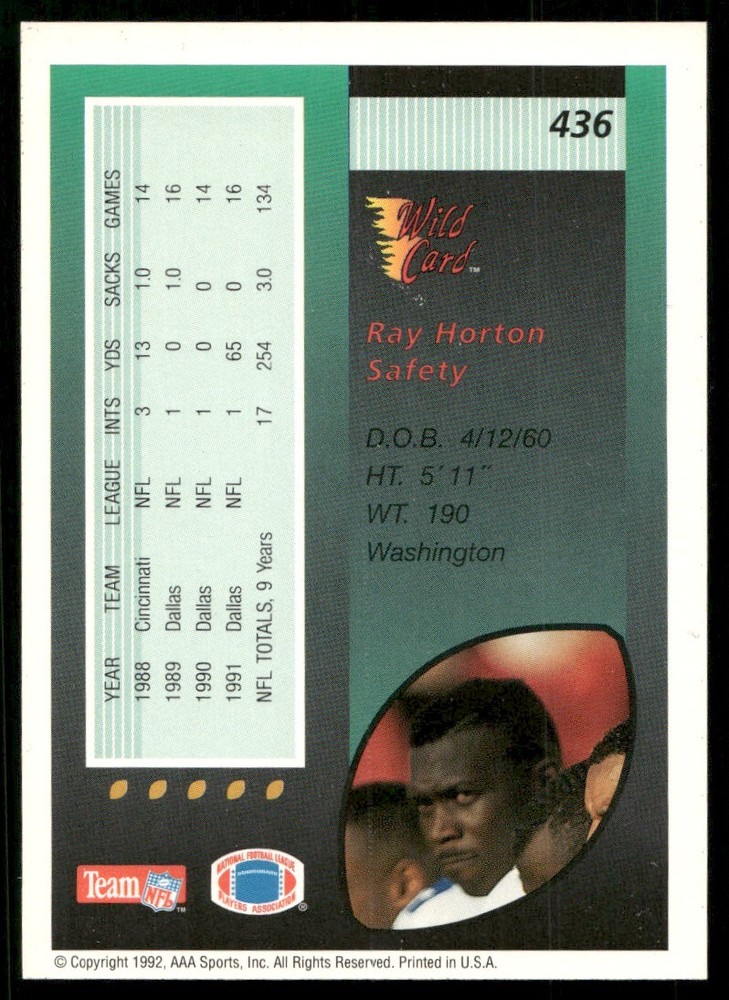 436
Wild
Card™
Ray Horton
Safety
D.O.B. 4/12/60
HT. 5' 11"
WT. 190
Washington
YEAR TEAM LEAGUE INTS YDS SACKS GAMES
1988 Cincinnati NFL 3 13 1.0 14
1989 Dallas NFL 1 0 1.0 16
1990 Dallas NFL 1 0 0 14
1991 Dallas NFL 1 65 0 16
NFL TOTALS, 9 Years 17 254 3.0 134
Team NFL™
NATIONAL FOOTBALL LEAGUE
PLAYERS ASSOCIATION®
© Copyright 1992, AAA Sports, Inc. All Rights Reserved. Printed in U.S.A.